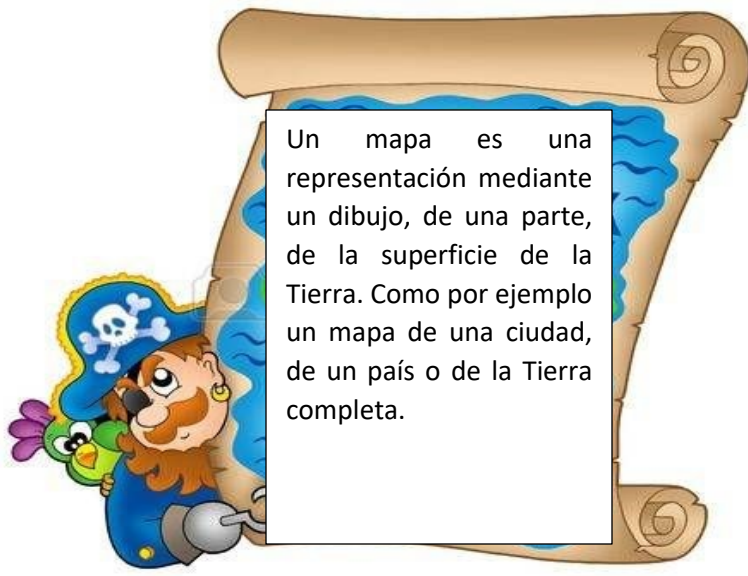 Un mapa es una
representación mediante
un dibujo, de una parte,
de la superficie de la
Tierra. Como por ejemplo
un mapa de una ciudad,
de un país o de la Tierra
completa.